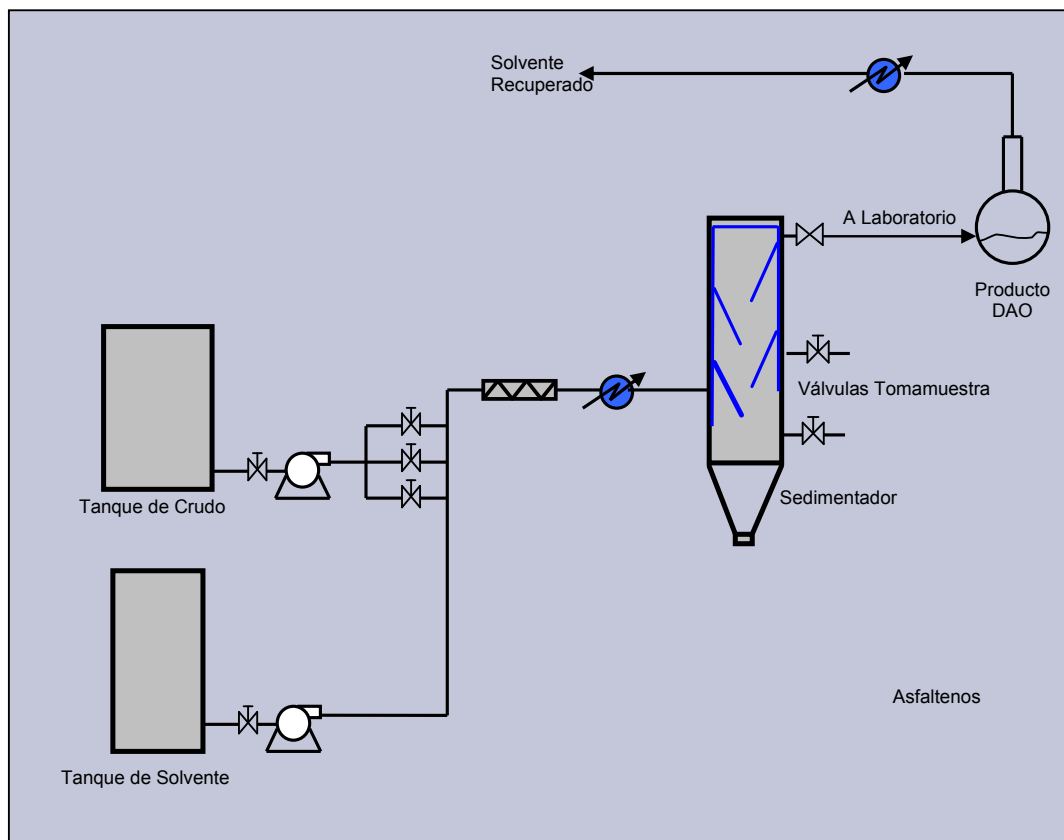 Solvente
Recuperado
A Laboratorio
Producto
DAO
Válvulas Tomamuestra
Sedimentador
Tanque de Crudo
Asfaltenos
Tanque de Solvente